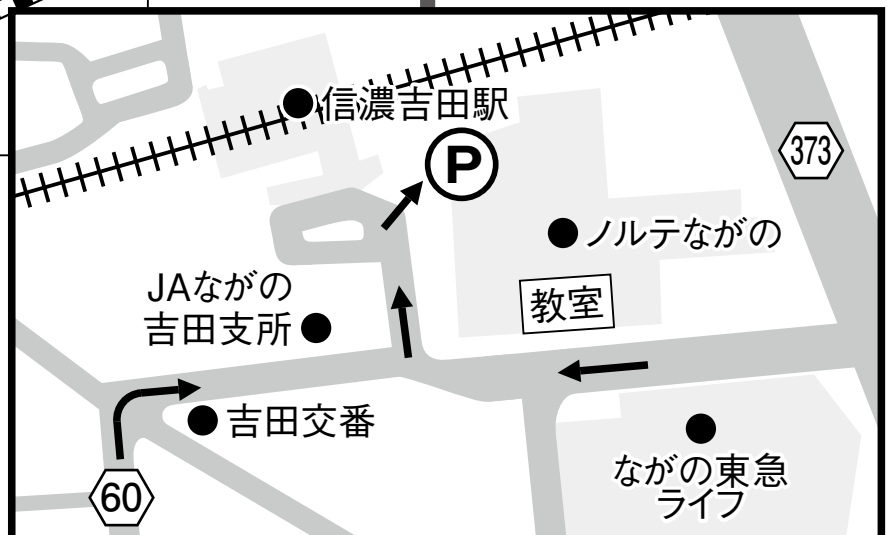 信濃吉田駅
P
373
ノルテながの
教室
JAながの
吉田支所
吉田交番
ながの東急
ライフ
60